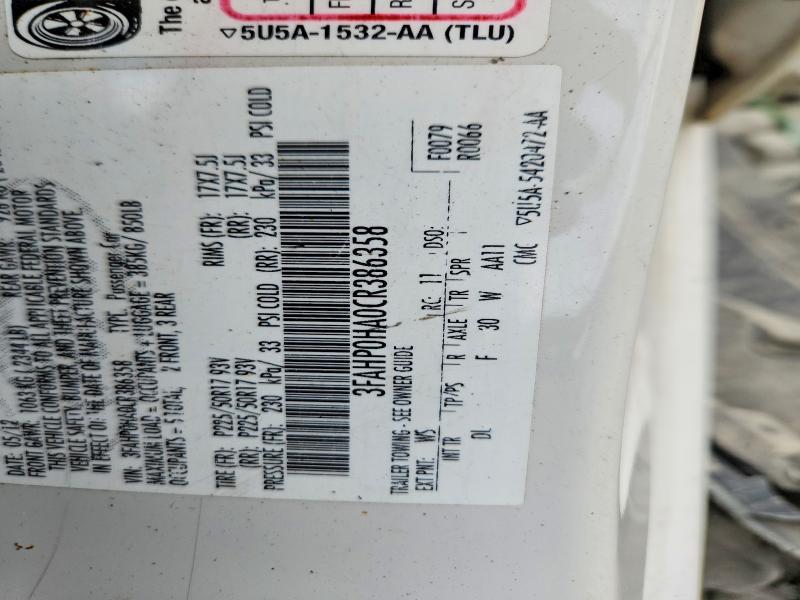 The
▽5U5A-1532-AA (TLU)
DATE: 05/12
FRONT GAWR: 1063KG (2341LB) REAR GAWR:
THIS VEHICLE CONFORMS TO ALL APPLICABLE FEDERAL MOTOR
VEHICLE SAFETY, BUMPER, AND THEFT PREVENTION STANDARDS
IN EFFECT ON THE DATE OF MANUFACTURE SHOWN ABOVE.
VIN: 3FAHP0HA0CR386358 TYPE: Passenger Car
MAXIMUM LOAD = OCCUPANTS + LUGGAGE = 385KG/ 850LB
OCCUPANTS = 5 TOTAL, 2 FRONT, 3 REAR
TIRE (FR): P225/50R17 93V RIMS (FR): 17X7.5J
(RR): P225/50R17 93V (RR): 17X7.5J
PRESSURE (FR): 230 kPa/ 33 PSI COLD (RR): 230 kPa/ 33 PSI COLD
3FAHP0HA0CR386358
TRAILER TOWING - SEE OWNER GUIDE
EXT PNT: WS RC: 11 DSO: F0079
R0066
INT TR TP/PS R AXLE TR SPR
DL F 30 W AA11
CMC ▽5U5A-5420472-AA